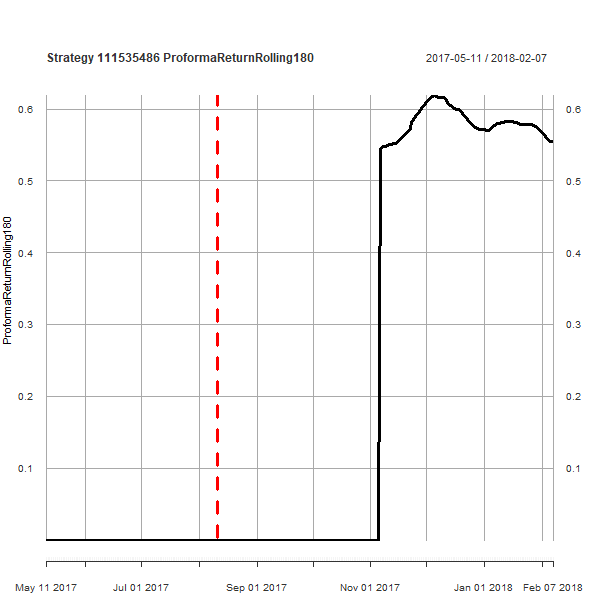 Strategy 111535486 ProformaReturnRolling180
2017-05-11 / 2018-02-07
ProformaReturnRolling180
0.6
0.5
0.4
0.3
0.2
0.1
0.6
0.5
0.4
0.3
0.2
0.1
May 11 2017
Jul 01 2017
Sep 01 2017
Nov 01 2017
Jan 01 2018
Feb 07 2018